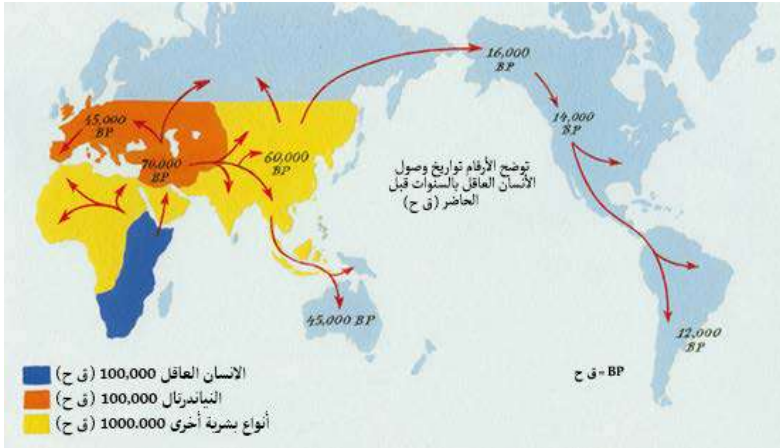 16,000
BP
14,000
BP
45,000
BP
70,000
BP
60,000
BP
توضح الأرقام تواريخ وصول
الأنسان العاقل بالسنوات قبل
الحاضر (ق ح)
45,000 BP
12,000
BP
BP = ق ح
الانسان العاقل 100,000 (ق ح)
النياندرتال 100,000 (ق ح)
أنواع بشرية أخرى 1000.000 (ق ح)